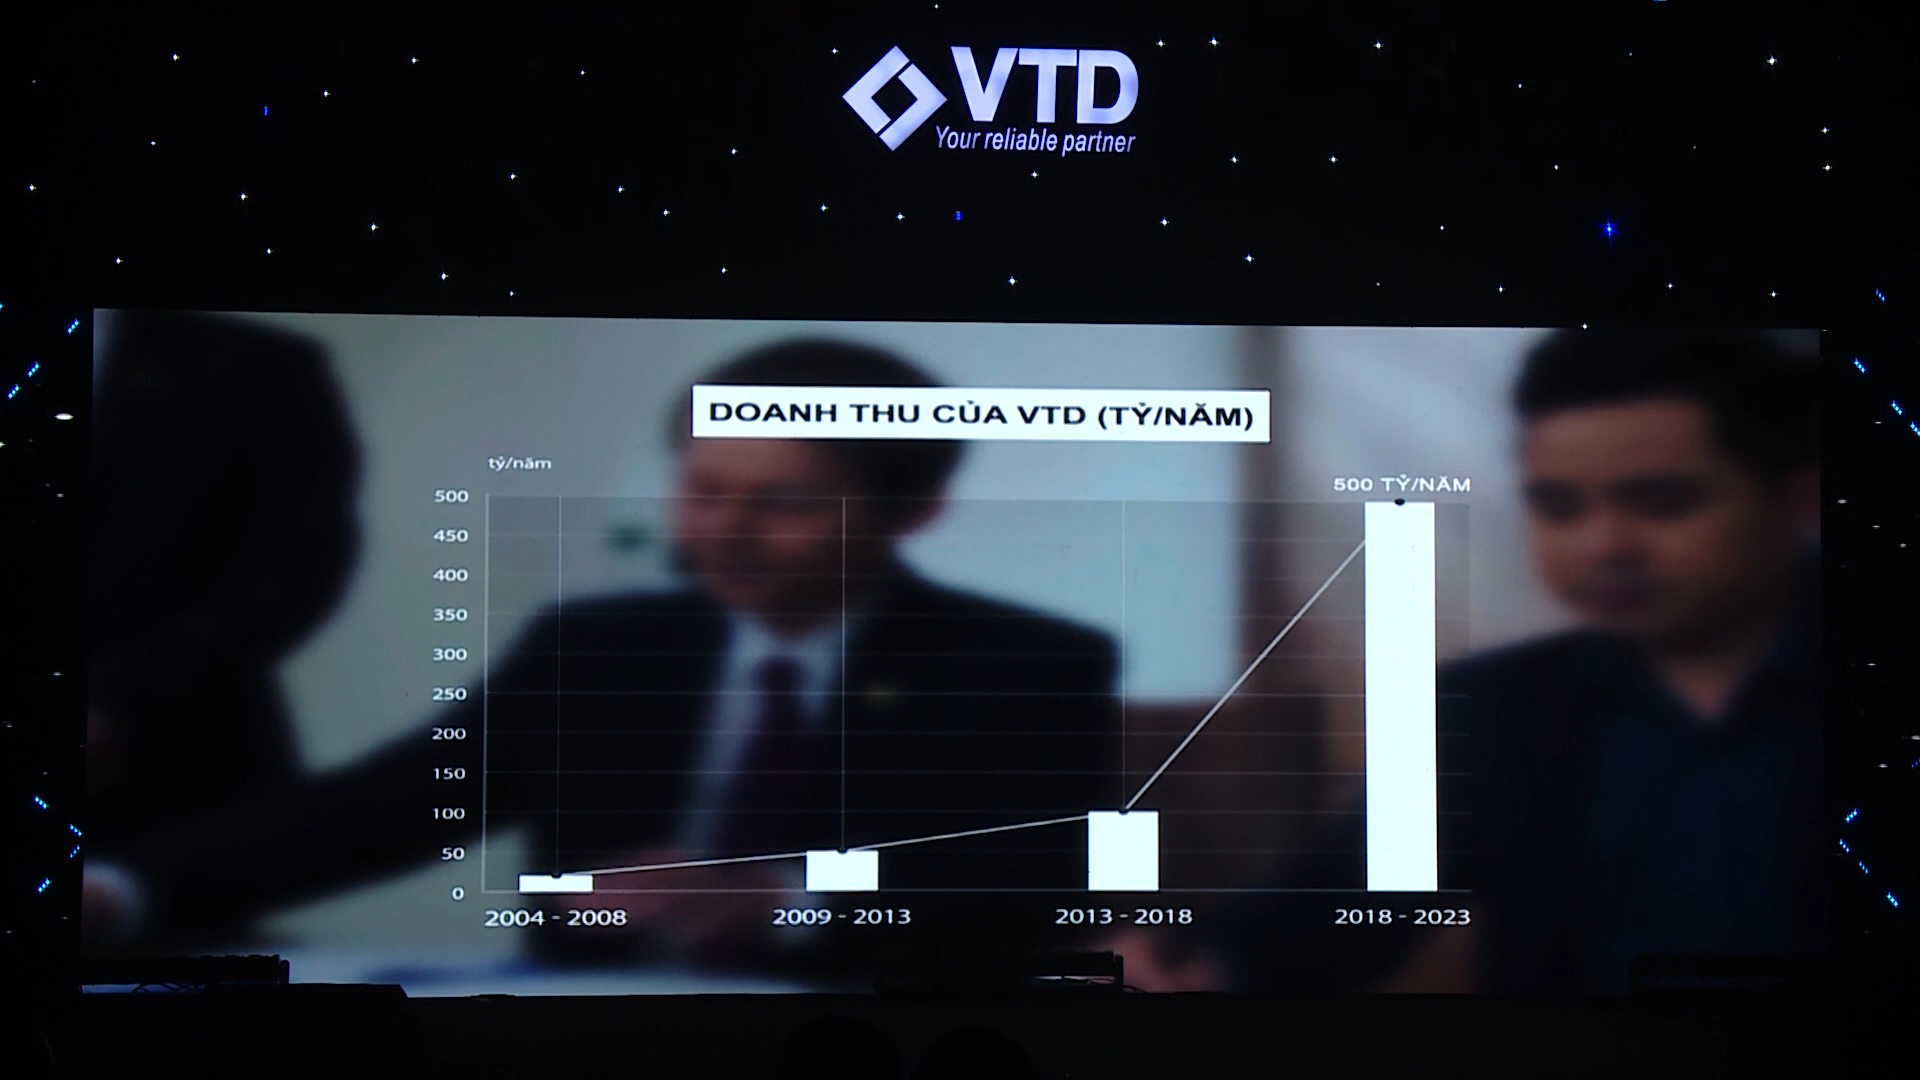 VTD
Your reliable partner
DOANH THU CỦA VTD (TỶ/NĂM)
tỷ/năm
500 TỶ/NĂM
500
450
400
350
300
250
200
150
100
50
0
2004 - 2008
2009 - 2013
2013 - 2018
2018 - 2023